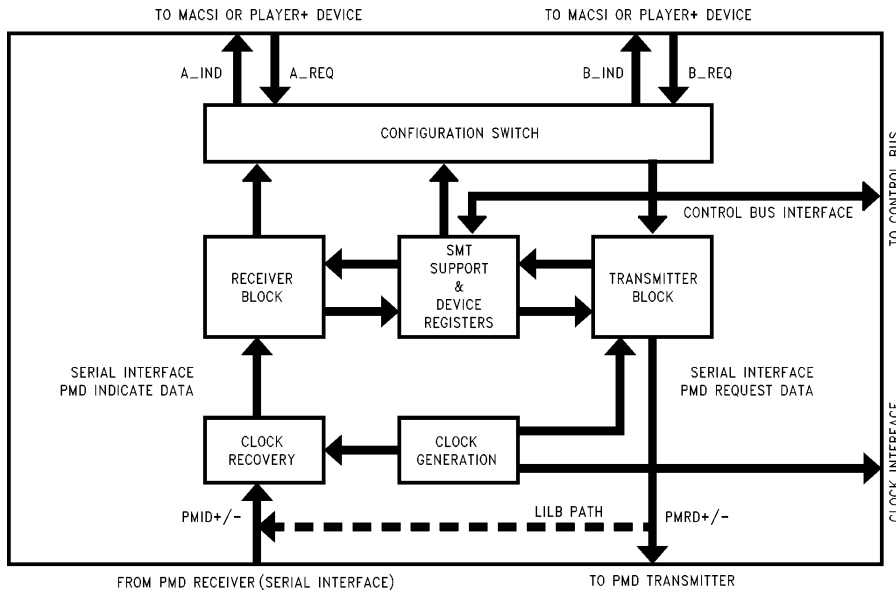 TO MACSI OR PLAYER+ DEVICE
TO MACSI OR PLAYER+ DEVICE
A_IND
A_REQ
B_IND
B_REQ
CONFIGURATION SWITCH
TO CONTROL BUS
CONTROL BUS INTERFACE
RECEIVER
BLOCK
SMT
SUPPORT
&
DEVICE
REGISTERS
TRANSMITTER
BLOCK
SERIAL INTERFACE
PMD INDICATE DATA
SERIAL INTERFACE
PMD REQUEST DATA
CLOCK
RECOVERY
CLOCK
GENERATION
CLOCK INTERFACE
PMID+/-
LILB PATH
PMRD+/-
FROM PMD RECEIVER (SERIAL INTERFACE)
TO PMD TRANSMITTER